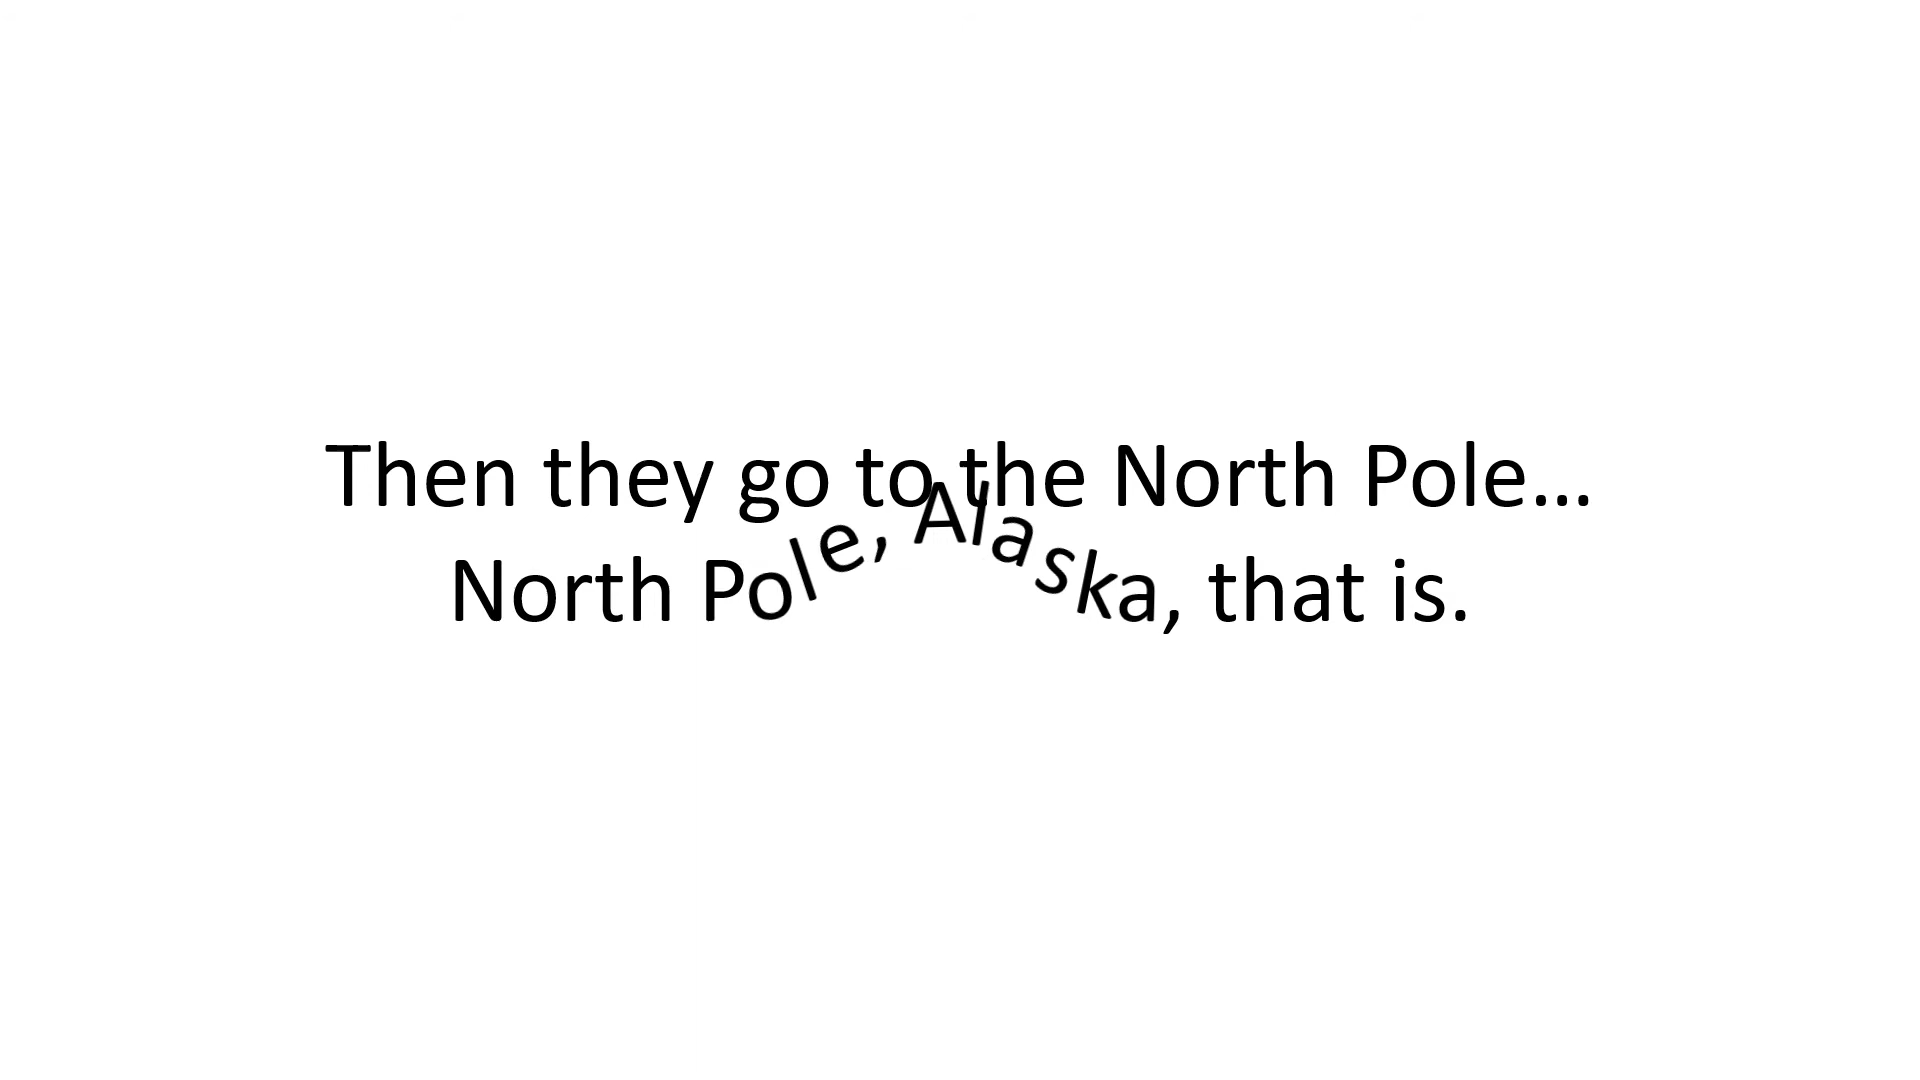 Then they go to the North Pole…
North Pole, Alaska, that is.